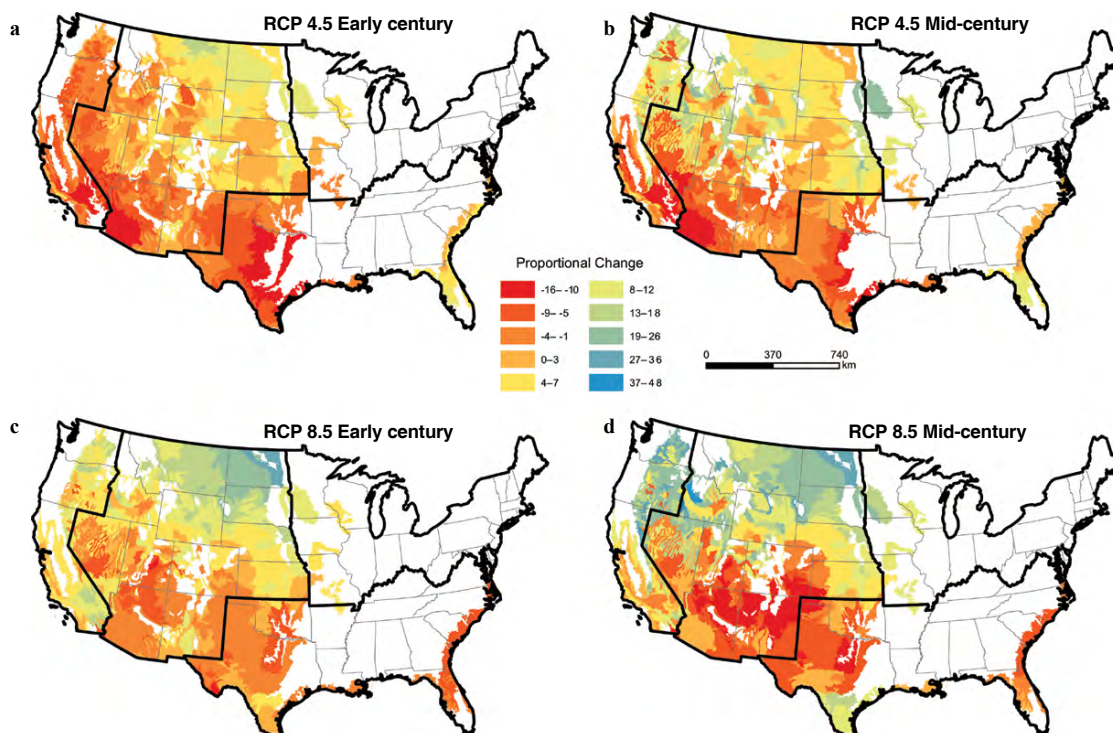 a
RCP 4.5 Early century
b
RCP 4.5 Mid-century
Proportional Change
-16– -10
-9– -5
-4– -1
0–3
4–7
8–12
13–18
19–26
27–36
37–48
0 370 740
km
c
RCP 8.5 Early century
d
RCP 8.5 Mid-century